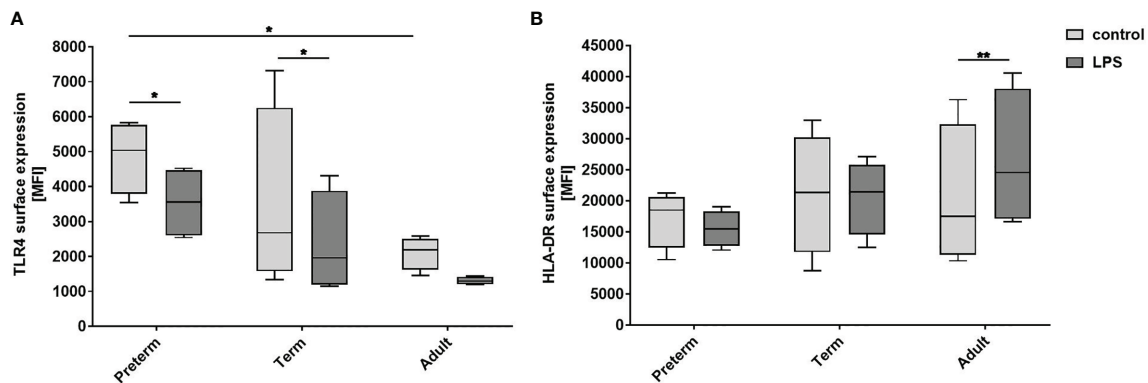 A
TLR4 surface expression
[MFI]
8000
7000
6000
5000
4000
3000
2000
1000
0
*
*
*
Preterm
Term
Adult
B
HLA-DR surface expression
[MFI]
45000
40000
35000
30000
25000
20000
15000
10000
5000
0
**
Preterm
Term
Adult
control
LPS